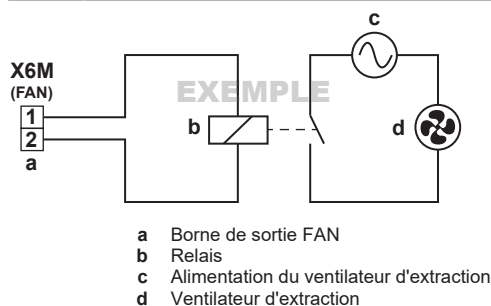 c
X6M
(FAN)
EXEMPLE
1
2
b
d
a
a Borne de sortie FAN
b Relais
c Alimentation du ventilateur d'extraction
d Ventilateur d'extraction